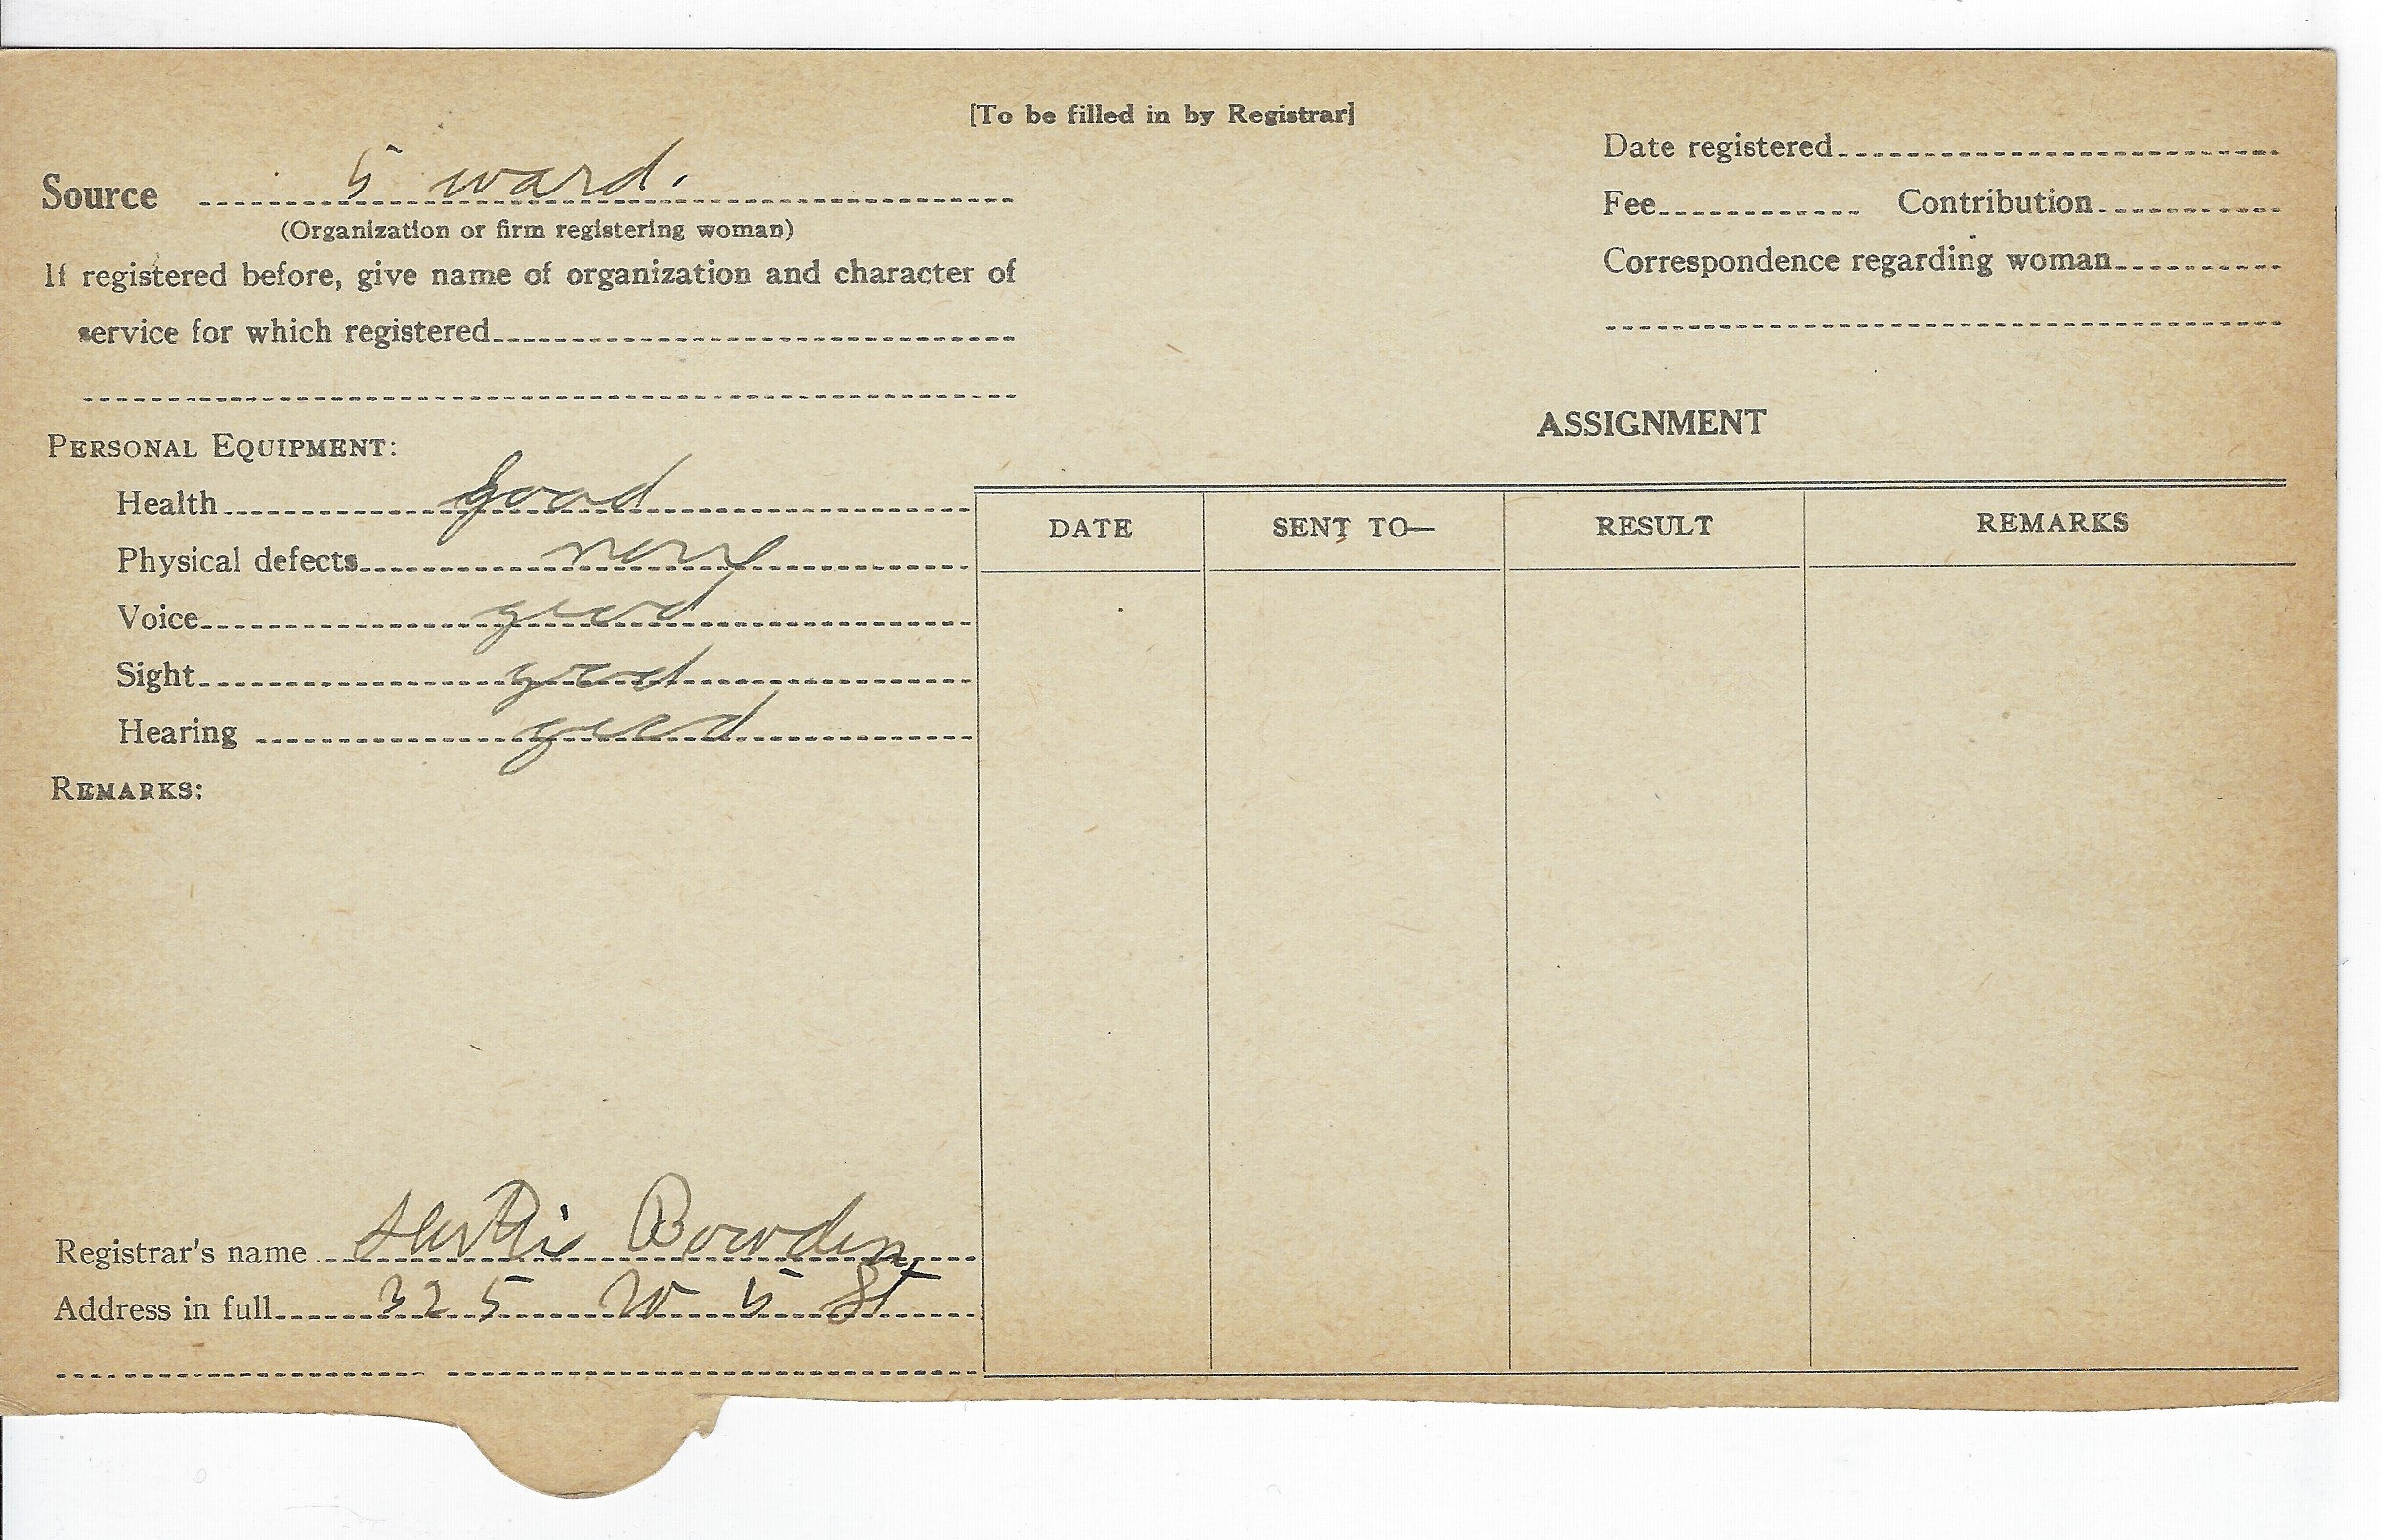 [To be filled in by Registrar]
Source 5 ward.
(Organization or firm registering woman)
If registered before, give name of organization and character of
service for which registered
Date registered
Fee Contribution
Correspondence regarding woman
PERSONAL EQUIPMENT:
Health good
Physical defects none
Voice good
Sight good
Hearing good
REMARKS:
Registrar's name Bowden
Address in full 325 W 5 St
ASSIGNMENT
DATE SENT TO— RESULT REMARKS